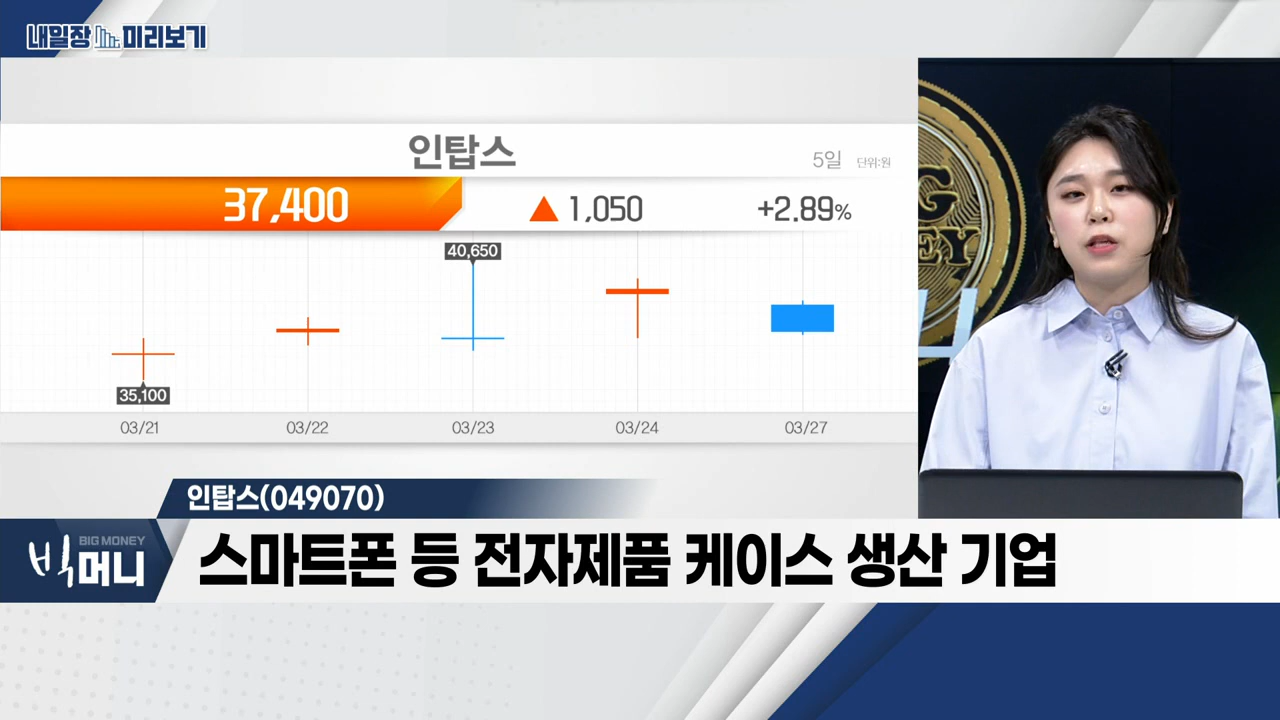 내일장 미리보기
인탑스
5일 단위:원
37,400 ▲ 1,050 +2.89%
40,650
35,100
03/21 03/22 03/23 03/24 03/27
인탑스(049070)
BIG MONEY
빅머니
스마트폰 등 전자제품 케이스 생산 기업